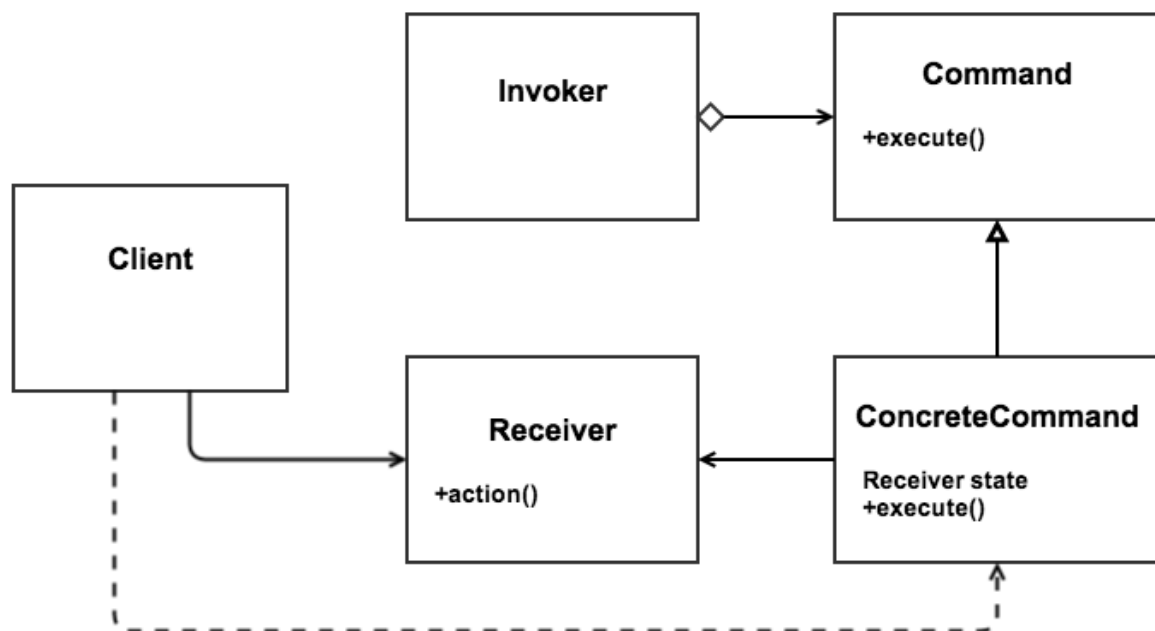 Invoker
Command
+execute()
Client
Receiver
+action()
ConcreteCommand
Receiver state
+execute()